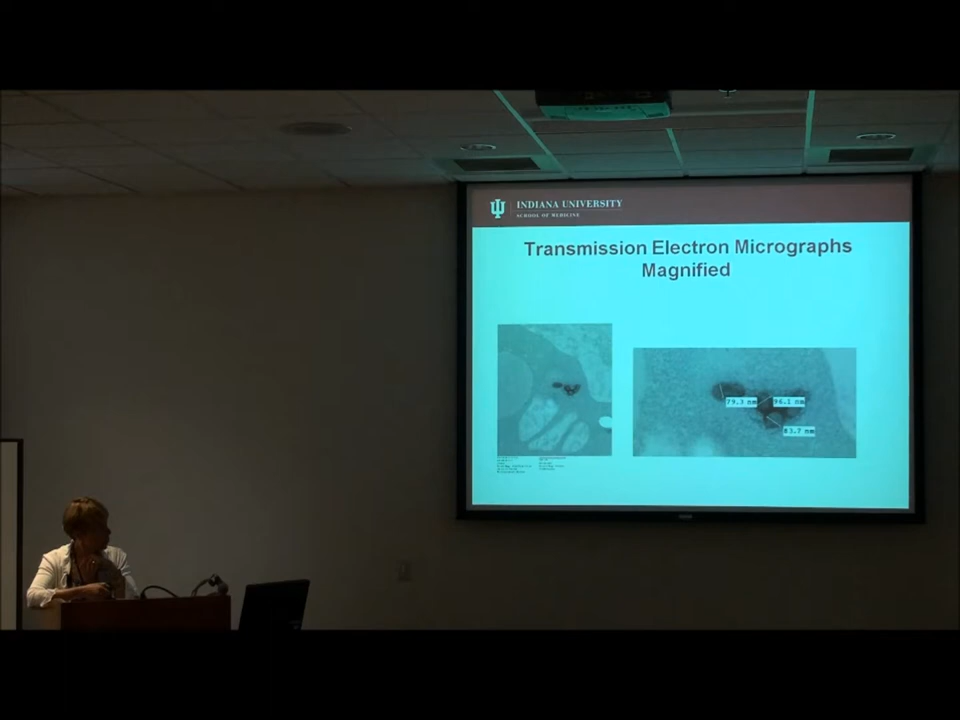 INDIANA UNIVERSITY
SCHOOL OF MEDICINE
Transmission Electron Micrographs
Magnified
79.3 nm
96.1 nm
83.7 nm